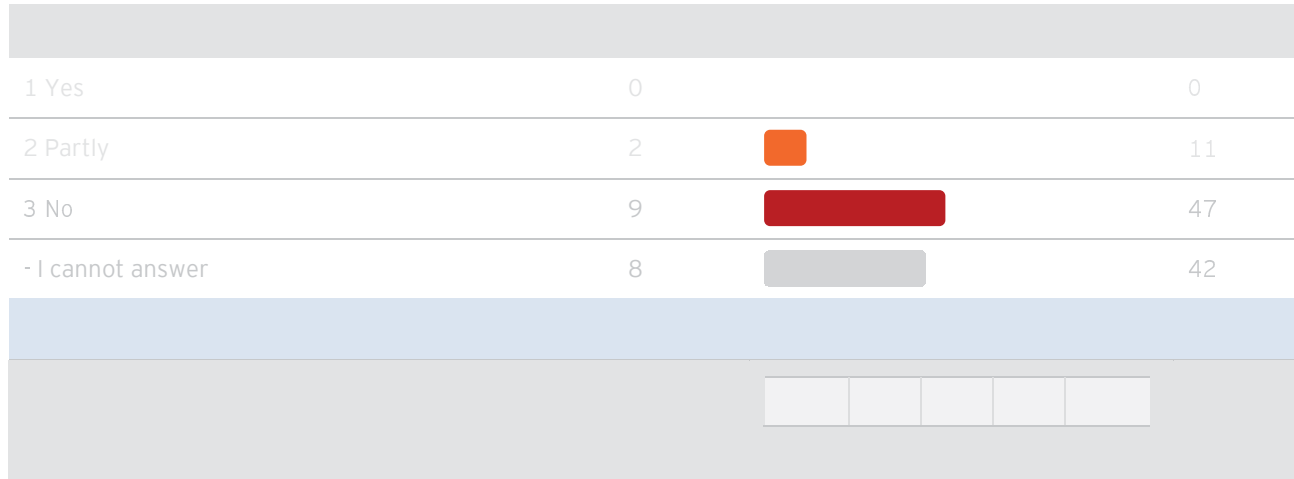 1 Yes 0 0
2 Partly 2 11
3 No 9 47
- I cannot answer 8 42